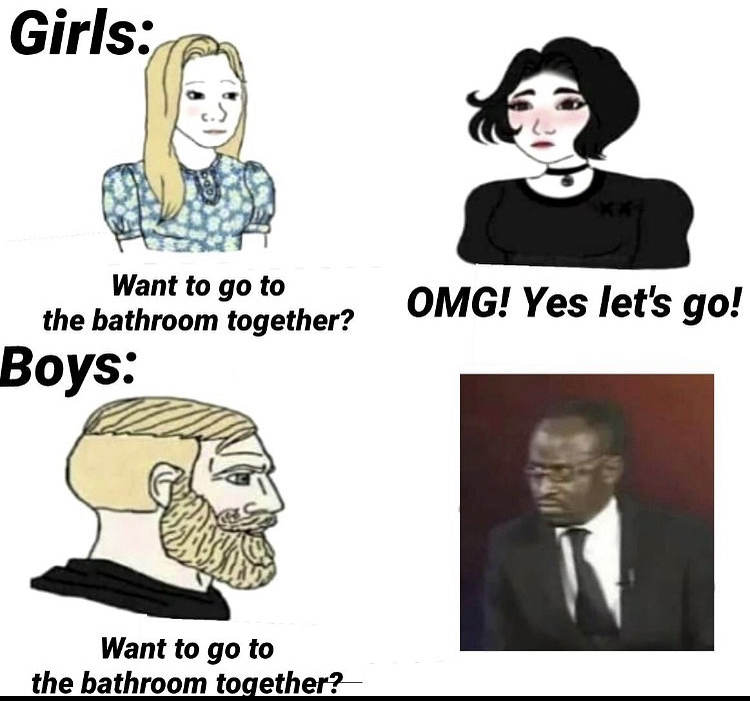 Girls:
Want to go to
the bathroom together?
OMG! Yes let's go!
Boys:
Want to go to
the bathroom together?